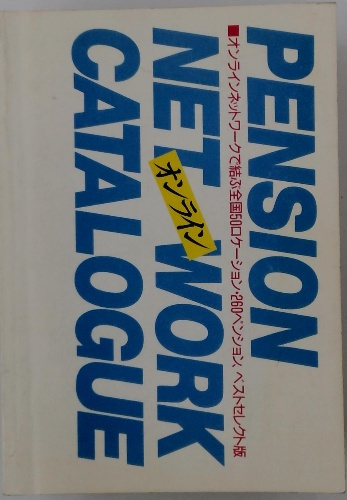 PENSION
■オンラインネットワークで結ぶ全国50ロケーション・260ペンション ベストセレクト版
NET WORK
オンライン
CATALOGUE